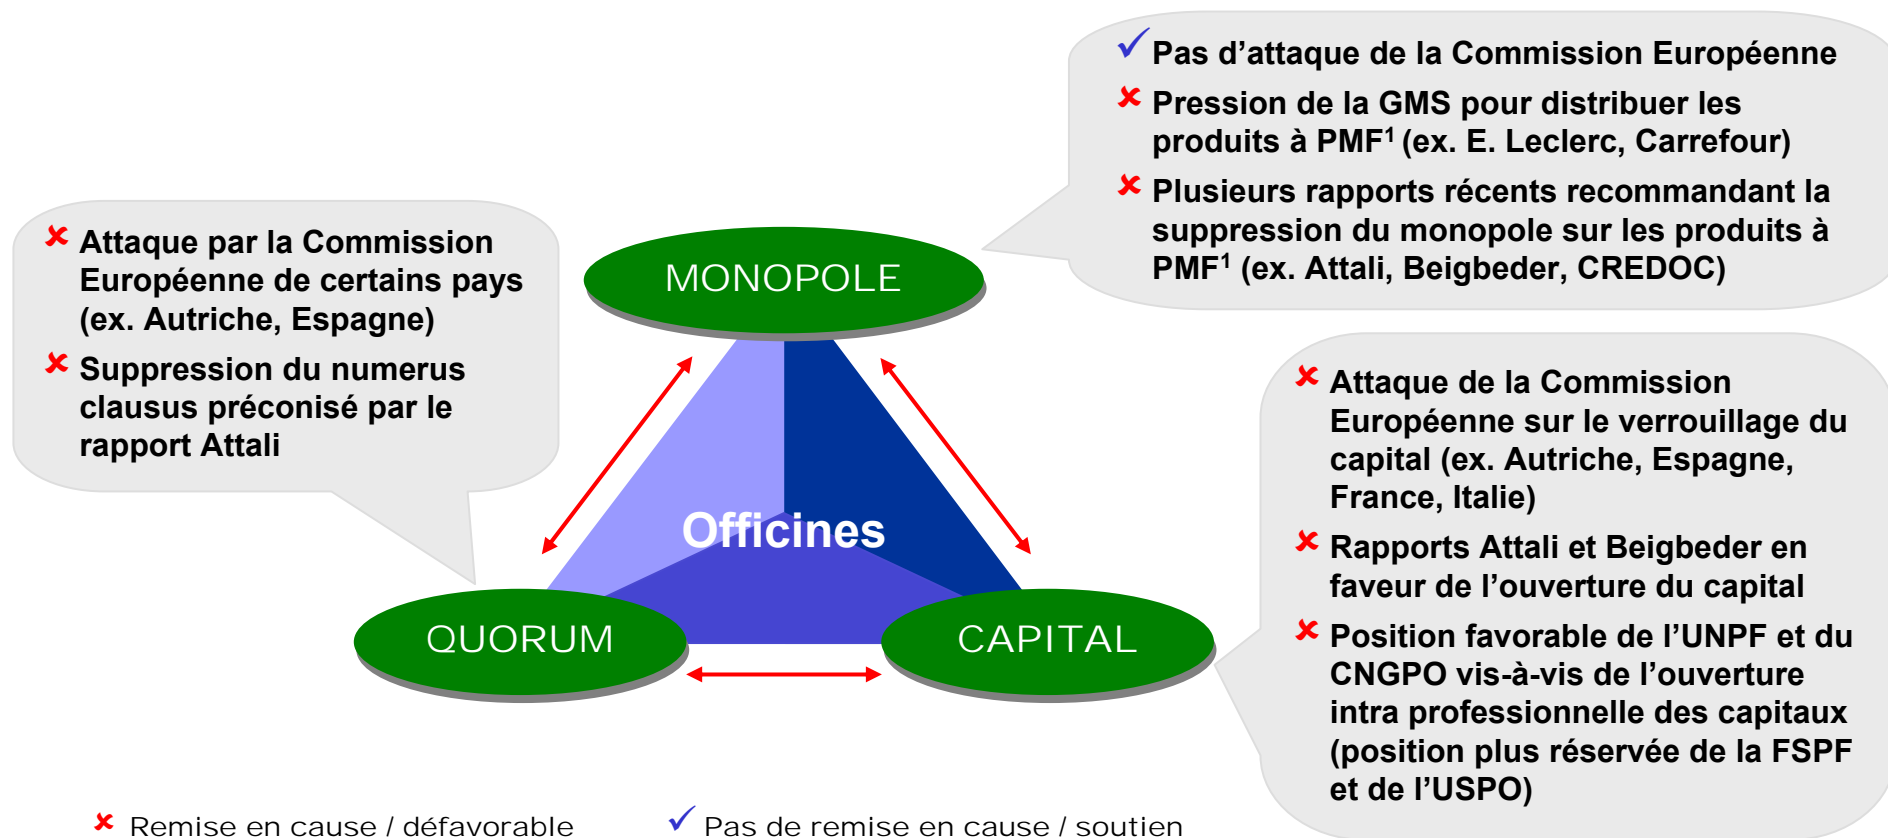 ✓ Pas d’attaque de la Commission Européenne
✗ Pression de la GMS pour distribuer les
produits à PMF¹ (ex. E. Leclerc, Carrefour)
✗ Plusieurs rapports récents recommandant la
suppression du monopole sur les produits à
PMF¹ (ex. Attali, Beigbeder, CREDOC)
✗ Attaque par la Commission
Européenne de certains pays
(ex. Autriche, Espagne)
✗ Suppression du numerus
clausus préconisé par le
rapport Attali
MONOPOLE
Officines
QUORUM
CAPITAL
✗ Attaque de la Commission
Européenne sur le verrouillage du
capital (ex. Autriche, Espagne,
France, Italie)
✗ Rapports Attali et Beigbeder en
faveur de l’ouverture du capital
✗ Position favorable de l’UNPF et du
CNGPO vis-à-vis de l’ouverture
intra professionnelle des capitaux
(position plus réservée de la FSPF
et de l’USPO)
✗ Remise en cause / défavorable
✓ Pas de remise en cause / soutien